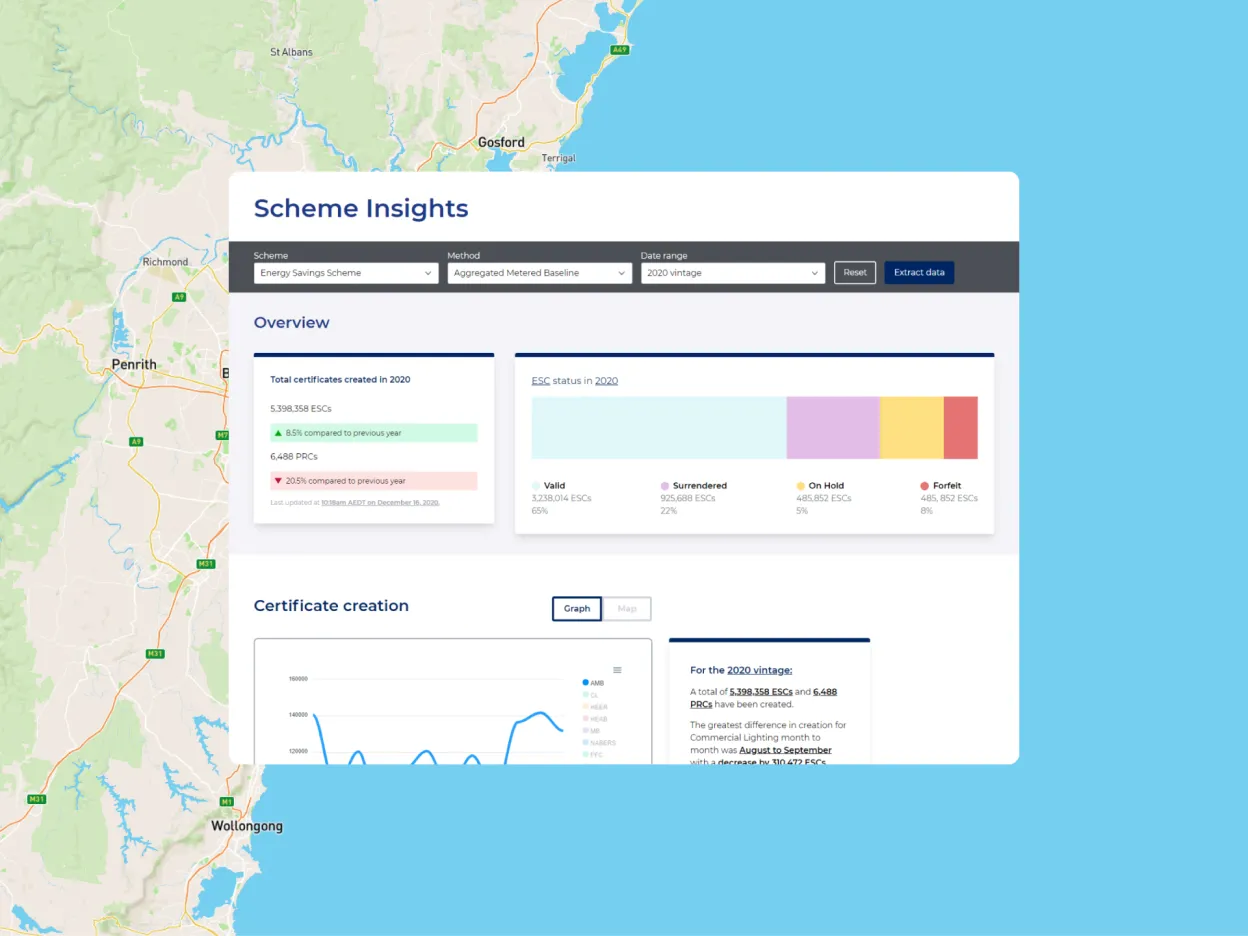 St Albans
A49
Gosford
Terrigal
Scheme Insights
Scheme
Method
Date range
Energy Savings Scheme
Aggregated Metered Baseline
2020 vintage
Reset
Extract data
Richmond
A9
Overview
Penrith
B
Total certificates created in 2020
5,398,358 ESCs
8.5% compared to previous year
6,488 PRCs
20.5% compared to previous year
Last updated at 10:18am AEDT on December 16, 2020.
ESC status in 2020
Valid
3,238,014 ESCs
65%
Surrendered
925,688 ESCs
22%
On Hold
485,852 ESCs
5%
Forfeit
485, 852 ESCs
8%
A9
M7
M31
Certificate creation
Graph
Map
160000
140000
120000
AMB
CL
HEER
HEAB
MB
NABERS
For the 2020 vintage:
A total of 5,398,358 ESCs and 6,488
PRCs have been created.
The greatest difference in creation for
Commercial Lighting month to
month was August to September
with a decrease by 310,472 ESCs
M31
M31
M1
Wollongong